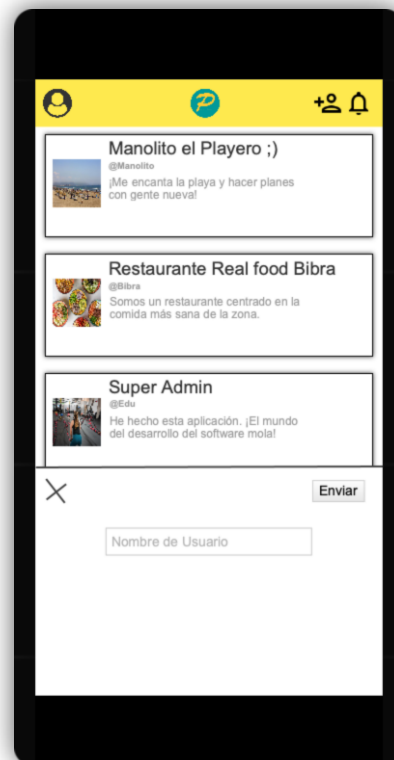 P
Manolito el Playero ;)
@Manolito
¡Me encanta la playa y hacer planes
con gente nueva!
Restaurante Real food Bibra
@Bibra
Somos un restaurante centrado en la
comida más sana de la zona.
Super Admin
@Edu
He hecho esta aplicación. ¡El mundo
del desarrollo del software mola!
Enviar
Nombre de Usuario